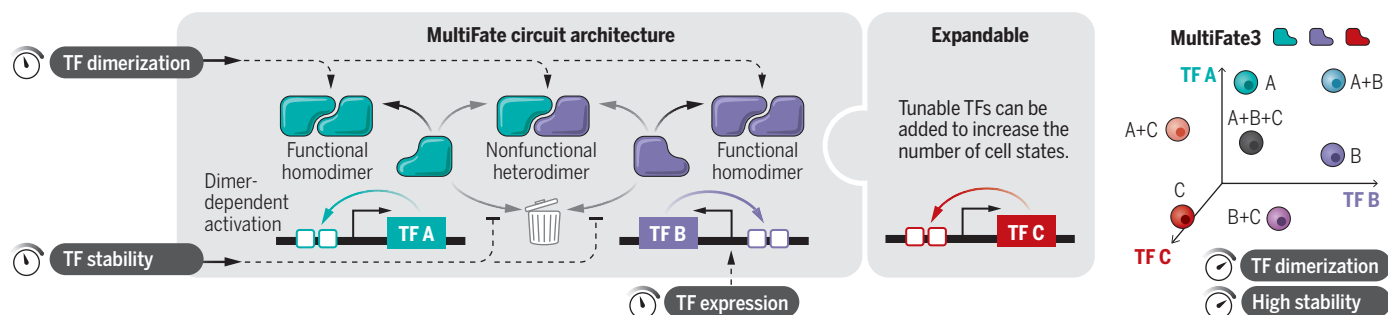 MultiFate circuit architecture
TF dimerization
Functional
homodimer
Nonfunctional
heterodimer
Functional
homodimer
Dimer-
dependent
activation
TF A
TF B
TF stability
TF expression
Expandable
Tunable TFs can be
added to increase the
number of cell states.
TF C
MultiFate3
TF A
A
A+B
A+C
A+B+C
B
C
TF B
B+C
TF C
TF dimerization
High stability